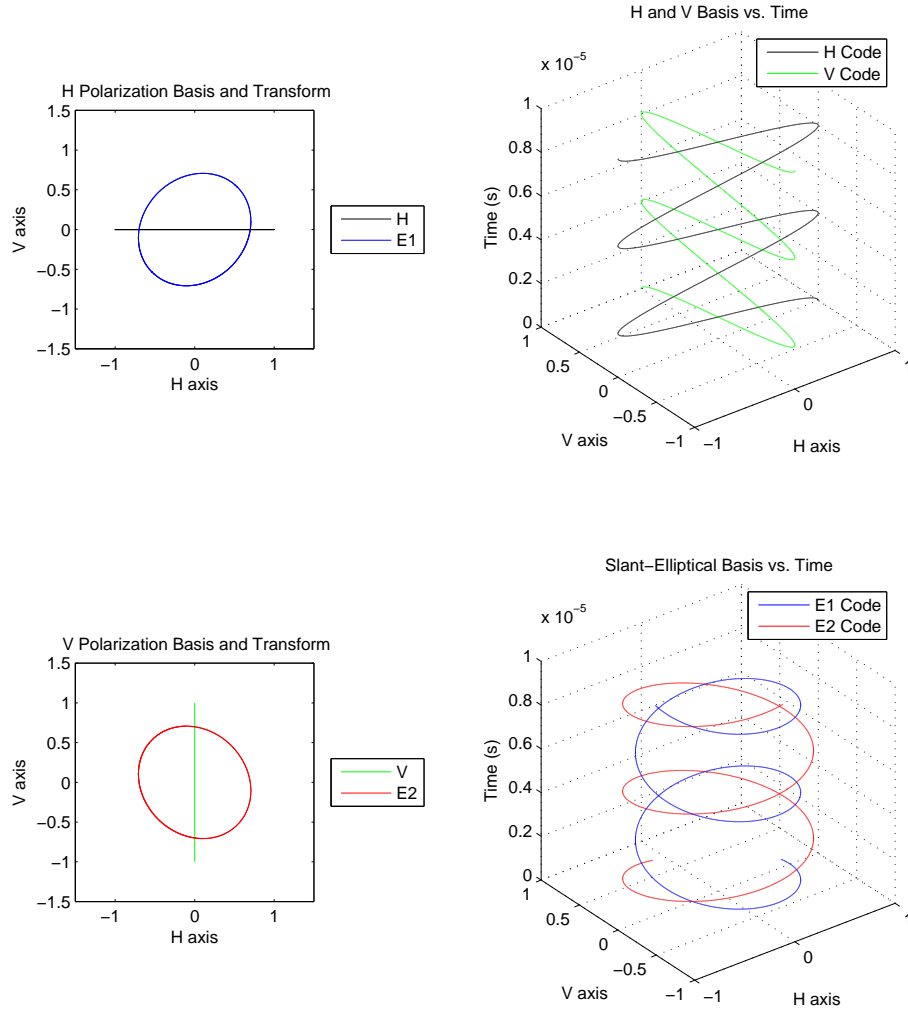 H Polarization Basis and Transform
1.5
1
0.5
0
−0.5
−1
−1.5
−1
0
1
V axis
H axis
H
E1
H and V Basis vs. Time
x 10−5
H Code
V Code
1
0.8
0.6
0.4
0.2
0
Time (s)
1
0.5
0
−0.5
−1
V axis
−1
0
H axis
V Polarization Basis and Transform
1.5
1
0.5
0
−0.5
−1
−1.5
−1
0
1
V axis
H axis
V
E2
Slant−Elliptical Basis vs. Time
x 10−5
E1 Code
E2 Code
1
0.8
0.6
0.4
0.2
0
Time (s)
1
0.5
0
−0.5
−1
V axis
−1
0
H axis